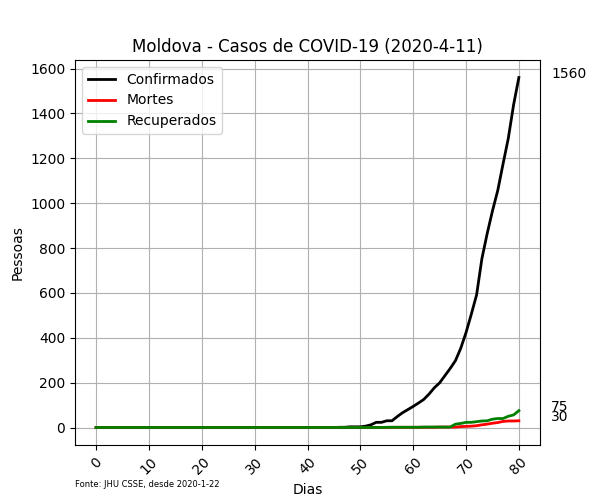 Moldova - Casos de COVID-19 (2020-4-11)
Confirmados
Mortes
Recuperados
1600
1400
1200
1000
800
600
400
200
0
Pessoas
1560
75
30
0 10 20 30 40 50 60 70 80
Dias
Fonte: JHU CSSE, desde 2020-1-22